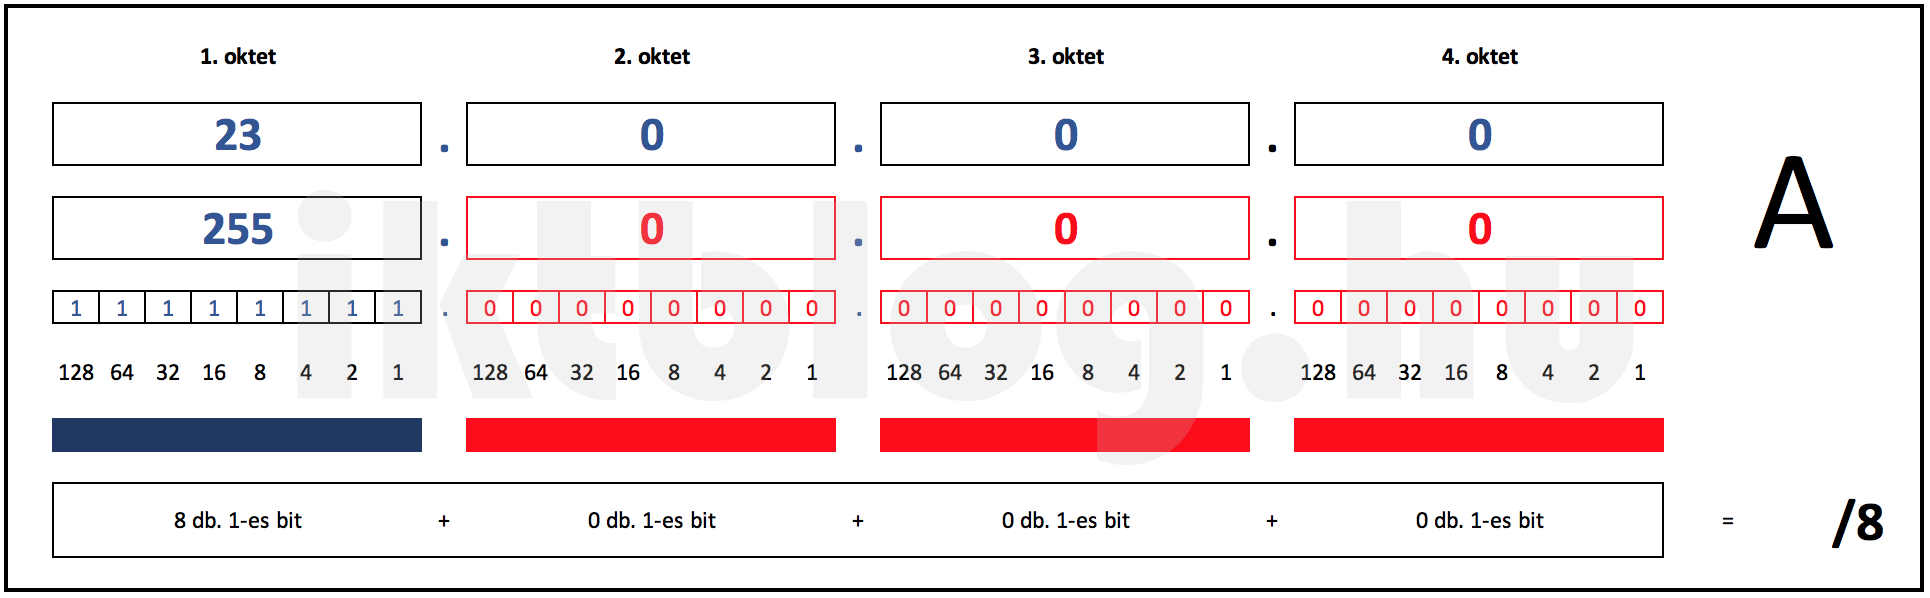 1. oktet 2. oktet 3. oktet 4. oktet
23 . 0 . 0 . 0
A
255 . 0 . 0 . 0
1 1 1 1 1 1 1 1 . 0 0 0 0 0 0 0 0 . 0 0 0 0 0 0 0 0 . 0 0 0 0 0 0 0 0
128 64 32 16 8 4 2 1 128 64 32 16 8 4 2 1 128 64 32 16 8 4 2 1 128 64 32 16 8 4 2 1
8 db. 1-es bit + 0 db. 1-es bit + 0 db. 1-es bit + 0 db. 1-es bit = /8
iktblog.hu